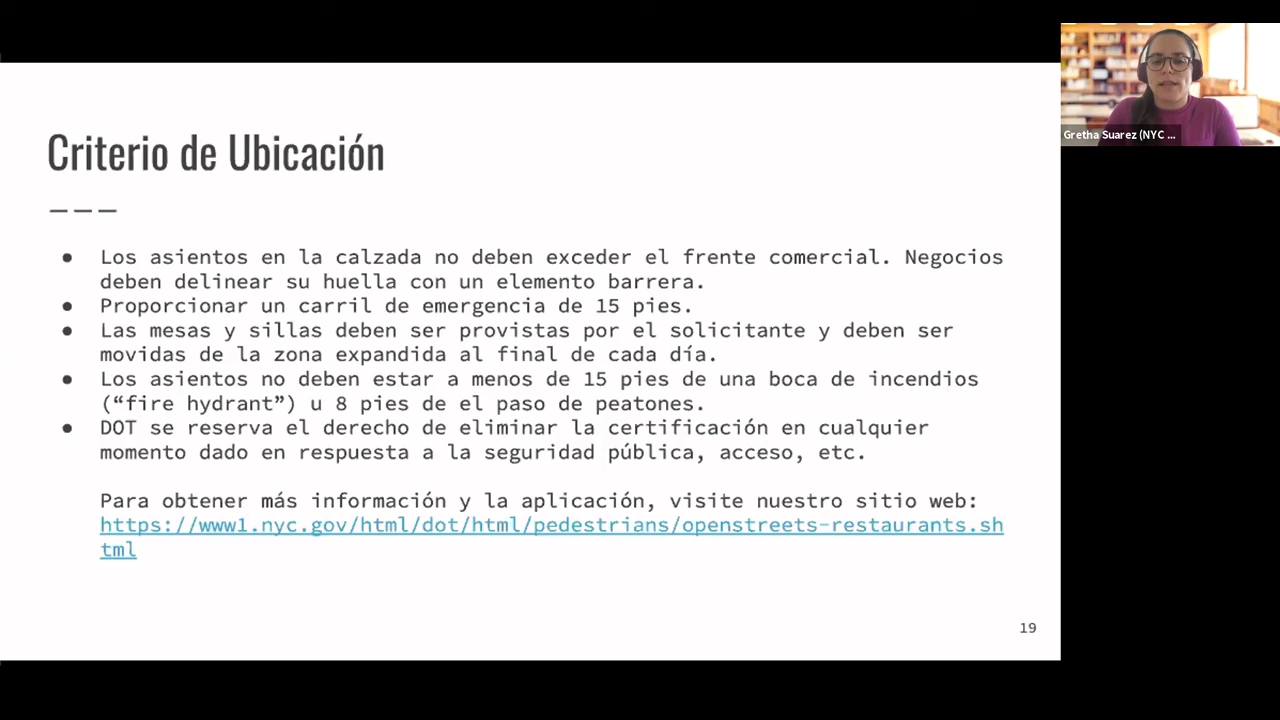 Criterio de Ubicación
Los asientos en la calzada no deben exceder el frente comercial. Negocios
deben delinear su huella con un elemento barrera.
Proporcionar un carril de emergencia de 15 pies.
Las mesas y sillas deben ser provistas por el solicitante y deben ser
movidas de la zona expandida al final de cada día.
Los asientos no deben estar a menos de 15 pies de una boca de incendios
(“fire hydrant”) u 8 pies de el paso de peatones.
DOT se reserva el derecho de eliminar la certificación en cualquier
momento dado en respuesta a la seguridad pública, acceso, etc.
Para obtener más información y la aplicación, visite nuestro sitio web:
https://www1.nyc.gov/html/dot/html/pedestrians/openstreets-restaurants.sh
tml
19
Gretha Suarez (NYC ...